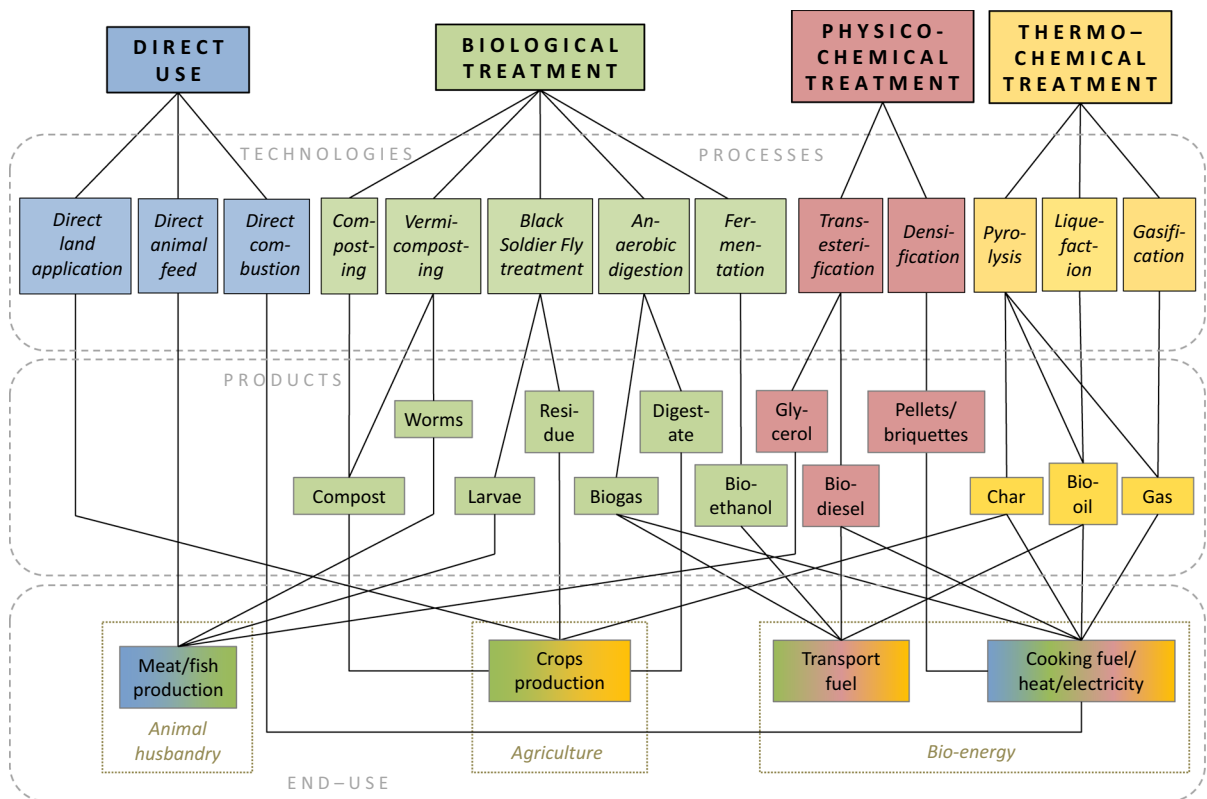 DIRECT
USE
BIOLOGICAL
TREATMENT
PHYSICO-
CHEMICAL
TREATMENT
THERMO–
CHEMICAL
TREATMENT
TECHNOLOGIES
PROCESSES
Direct
land
application
Direct
animal
feed
Direct
com-
bustion
Com-
post-
ing
Vermi-
compost-
ing
Black
Soldier Fly
treatment
An-
aerobic
digestion
Fer-
men-
tation
Trans-
esterifi-
fication
Densi-
fication
Pyro-
lysis
Lique-
fact-
ion
Gasifi-
cation
PRODUCTS
Worms
Resi-
due
Digest-
ate
Gly-
cerol
Pellets/
briquettes
Compost
Larvae
Biogas
Bio-
ethanol
Bio-
diesel
Char
Bio-
oil
Gas
Meat/fish
production
Crops
production
Transport
fuel
Cooking fuel/
heat/electricity
Animal
husbandry
Agriculture
Bio-energy
END–USE